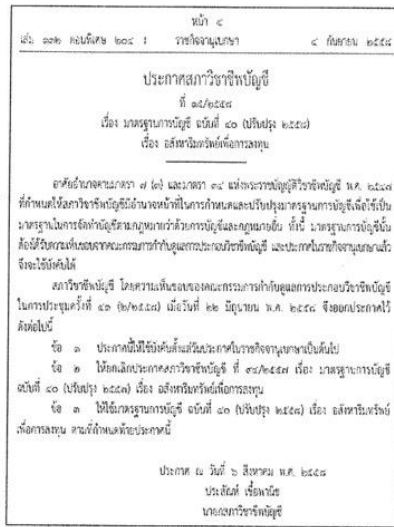 หน้า ๔
เล่ม ๑๓๒ ตอนพิเศษ ๒๐๔ ง ราชกิจจานุเบกษา ๔ กันยายน ๒๕๕๘
ประกาศสภาวิชาชีพบัญชี
ที่ ๑๕/๒๕๕๘
เรื่อง มาตรฐานการบัญชี ฉบับที่ ๔๐ (ปรับปรุง ๒๕๕๘)
เรื่อง อสังหาริมทรัพย์เพื่อการลงทุน
อาศัยอำนาจตามมาตรา ๗ (๓) และมาตรา ๓๔ แห่งพระราชบัญญัติวิชาชีพบัญชี พ.ศ. ๒๕๔๗
ที่กำหนดให้สภาวิชาชีพบัญชีมีอำนาจหน้าที่ในการกำหนดและปรับปรุงมาตรฐานการบัญชีเพื่อใช้เป็น
มาตรฐานในการจัดทำบัญชีตามกฎหมายว่าด้วยการบัญชีและกฎหมายอื่น ทั้งนี้ มาตรฐานการบัญชีนั้น
ต้องได้รับความเห็นชอบจากคณะกรรมการกำกับดูแลการประกอบวิชาชีพบัญชี และประกาศในราชกิจจานุเบกษาแล้ว
จึงจะใช้บังคับได้
สภาวิชาชีพบัญชี โดยความเห็นชอบของคณะกรรมการกำกับดูแลการประกอบวิชาชีพบัญชี
ในการประชุมครั้งที่ ๔๑ (๒/๒๕๕๘) เมื่อวันที่ ๒๒ มิถุนายน พ.ศ. ๒๕๕๘ จึงออกประกาศไว้
ดังต่อไปนี้
ข้อ ๑ ประกาศนี้ให้ใช้บังคับตั้งแต่วันประกาศในราชกิจจานุเบกษาเป็นต้นไป
ข้อ ๒ ให้ยกเลิกประกาศสภาวิชาชีพบัญชี ที่ ๓๔/๒๕๕๗ เรื่อง มาตรฐานการบัญชี
ฉบับที่ ๔๐ (ปรับปรุง ๒๕๕๗) เรื่อง อสังหาริมทรัพย์เพื่อการลงทุน
ข้อ ๓ ให้ใช้มาตรฐานการบัญชี ฉบับที่ ๔๐ (ปรับปรุง ๒๕๕๘) เรื่อง อสังหาริมทรัพย์
เพื่อการลงทุน ตามที่กำหนดท้ายประกาศนี้
ประกาศ ณ วันที่ ๖ สิงหาคม พ.ศ. ๒๕๕๘
ประสัณห์ เชื้อพานิช
นายกสภาวิชาชีพบัญชี